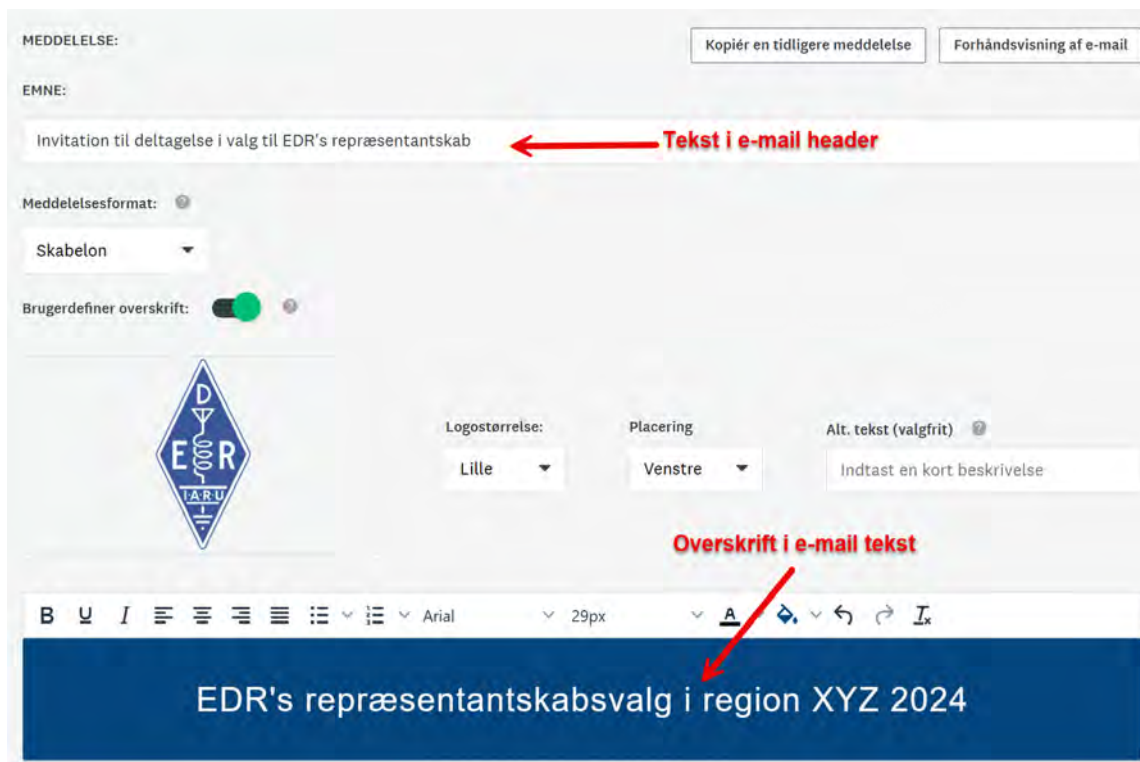 MEDDELELSE:
Kopiér en tidligere meddelelse
Forhåndsvisning af e-mail
EMNE:
Invitation til deltagelse i valg til EDR's repræsentantskab
Tekst i e-mail header
Meddelelsesformat:
Skabelon
Brugerdefiner overskrift:
D
E R
I·A·R·U
Logostørrelse:
Placering
Alt. tekst (valgfrit)
Lille
Venstre
Indtast en kort beskrivelse
Overskrift i e-mail tekst
B U I
Arial
29px
A
EDR's repræsentantskabsvalg i region XYZ 2024